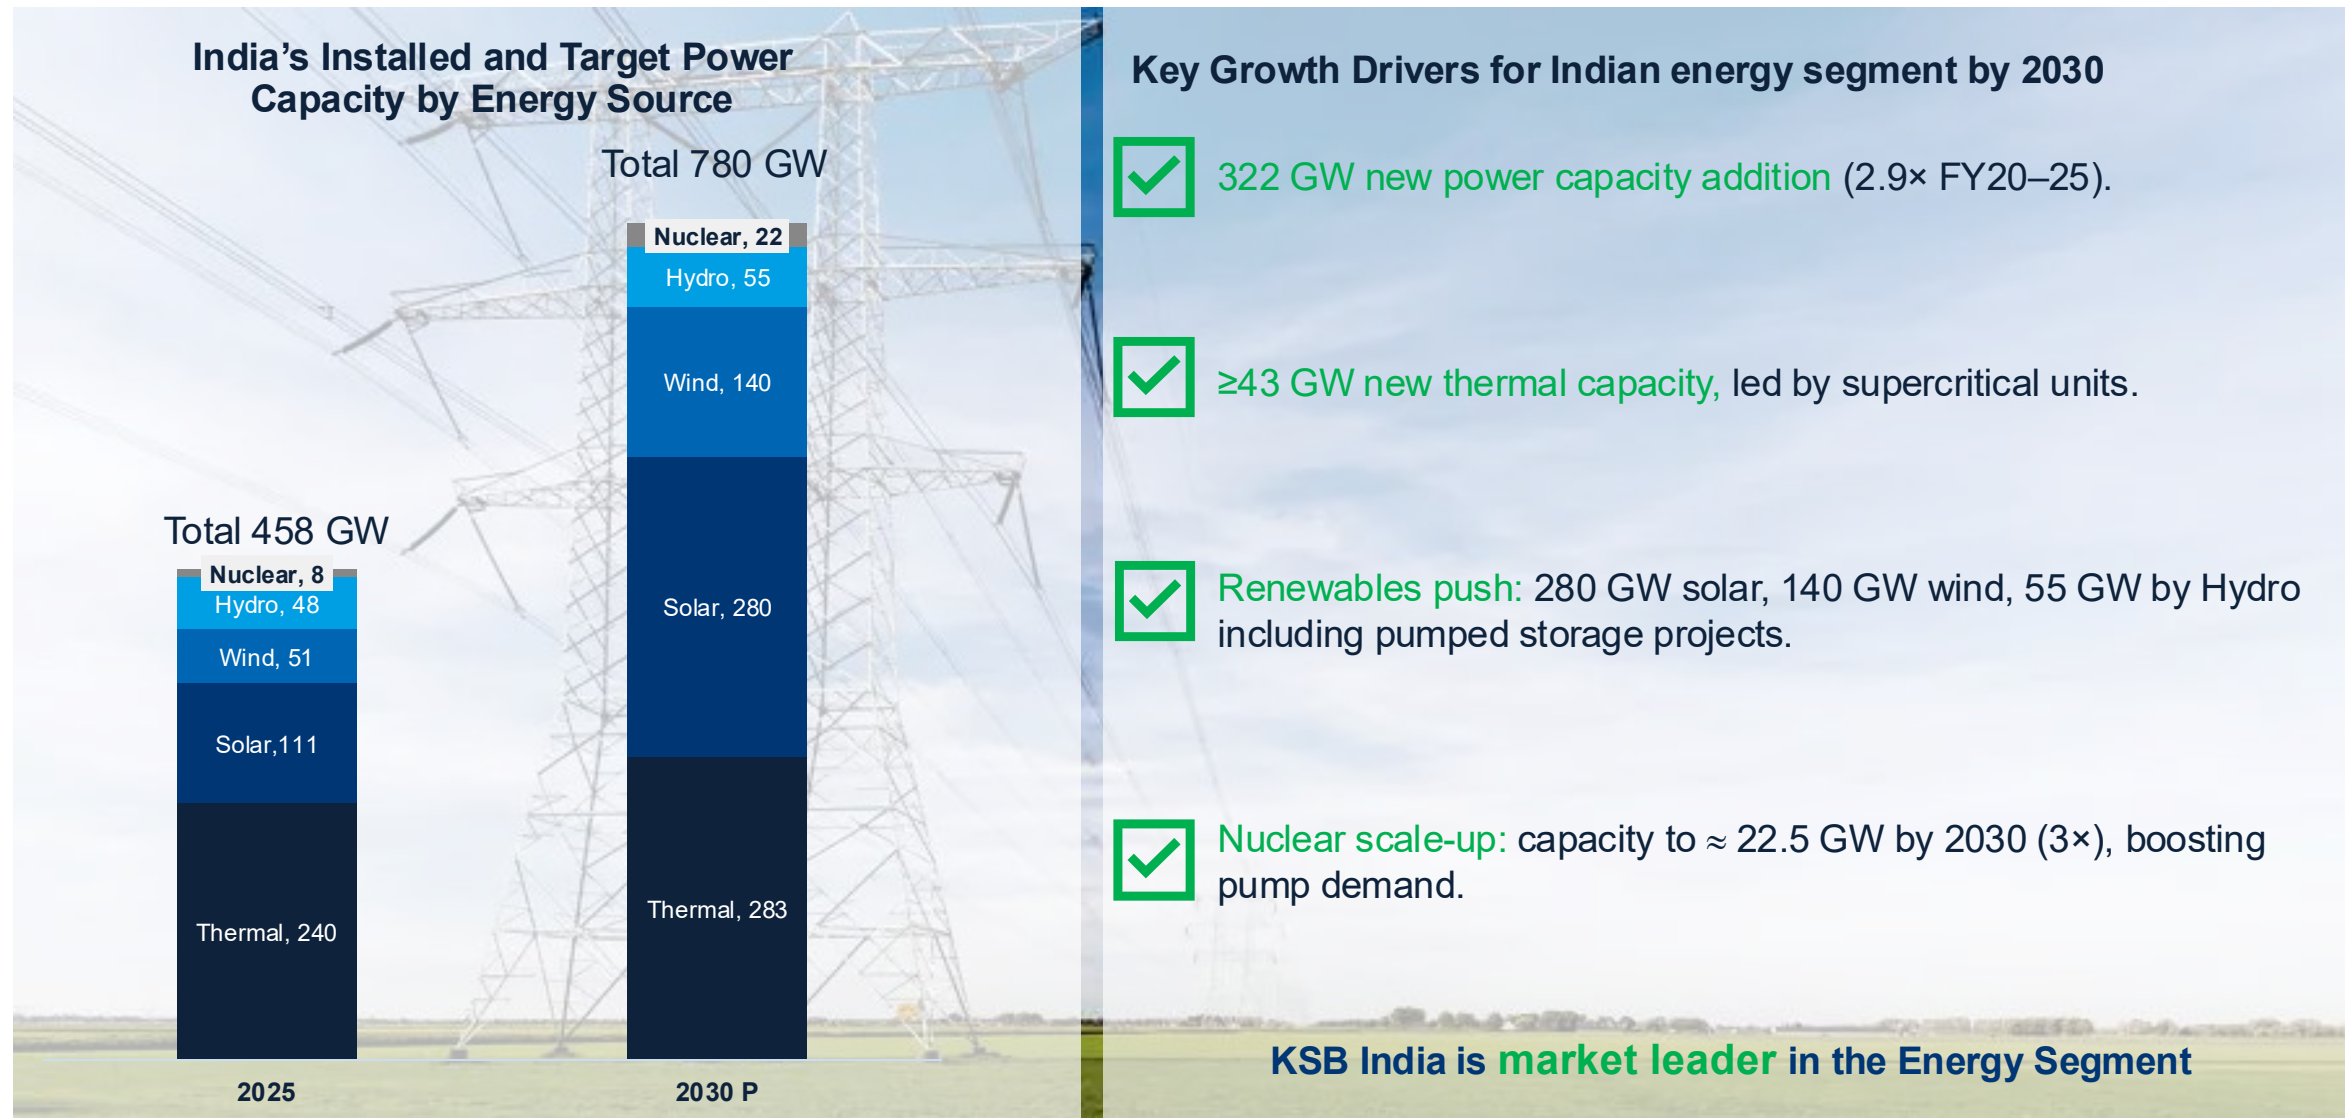 India’s Installed and Target Power
Capacity by Energy Source
Total 780 GW
Nuclear, 22
Hydro, 55
Wind, 140
Solar, 280
Thermal, 283
Total 458 GW
Nuclear, 8
Hydro, 48
Wind, 51
Solar,111
Thermal, 240
2025
2030 P
Key Growth Drivers for Indian energy segment by 2030
322 GW new power capacity addition (2.9× FY20–25).
≥43 GW new thermal capacity, led by supercritical units.
Renewables push: 280 GW solar, 140 GW wind, 55 GW by Hydro
including pumped storage projects.
Nuclear scale-up: capacity to ≈ 22.5 GW by 2030 (3×), boosting
pump demand.
KSB India is market leader in the Energy Segment